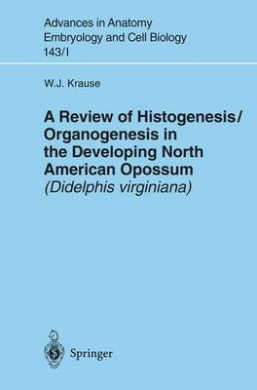 Advances in Anatomy
Embryology and Cell Biology
143/I
W.J. Krause
A Review of Histogenesis/
Organogenesis in
the Developing North
American Opossum
(Didelphis virginiana)
Springer